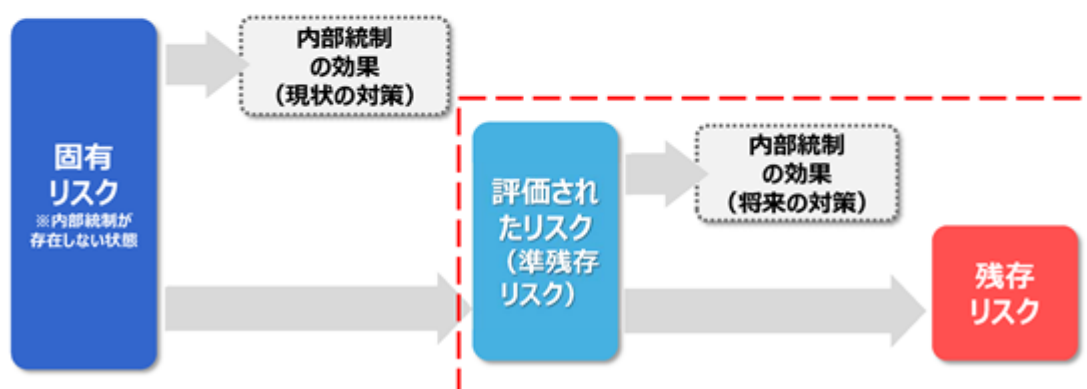 固有
リスク
※内部統制が
存在しない状態
内部統制
の効果
（現状の対策）
評価され
たリスク
（準残存
リスク）
内部統制
の効果
（将来の対策）
残存
リスク